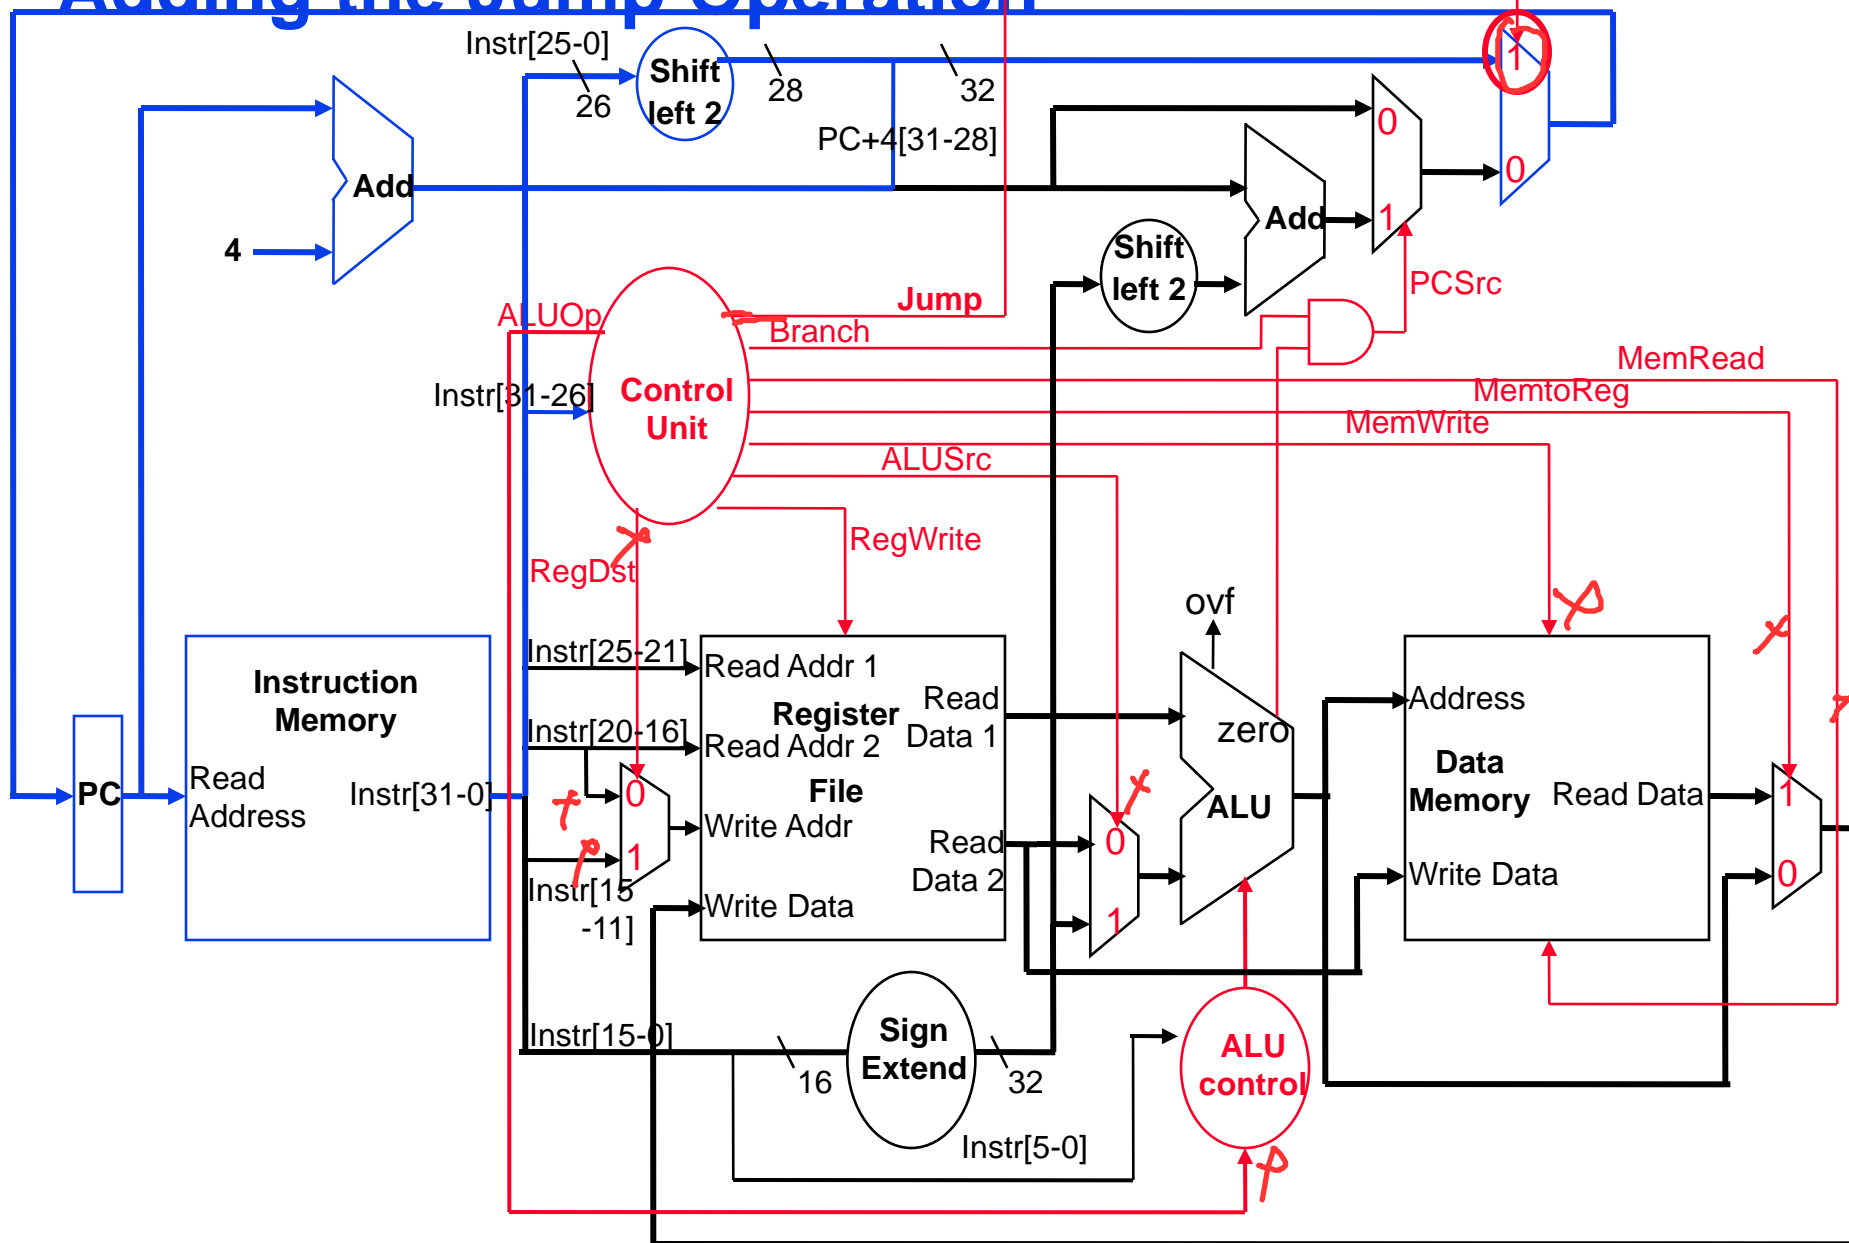 Adding the Jump Operation
Instr[25-0]
Shift
left 2
26
28
32
PC+4[31-28]
1
0
Add
4
0
1
Add
Shift
left 2
PCSrc
ALUOp
Jump
Branch
MemRead
MemtoReg
MemWrite
ALUSrc
Instr[31-26]
Control
Unit
RegWrite
RegDst
ovf
Instruction
Memory
PC
Read
Address
Instr[31-0]
Instr[25-21]
Instr[20-16]
0
1
Instr[15
-11]
Read Addr 1
Register
Read Addr 2
File
Write Addr
Write Data
Read
Data 1
Read
Data 2
0
1
zero
ALU
Address
Data
Memory
Read Data
Write Data
1
0
Instr[15-0]
16
Sign
Extend
32
ALU
control
Instr[5-0]